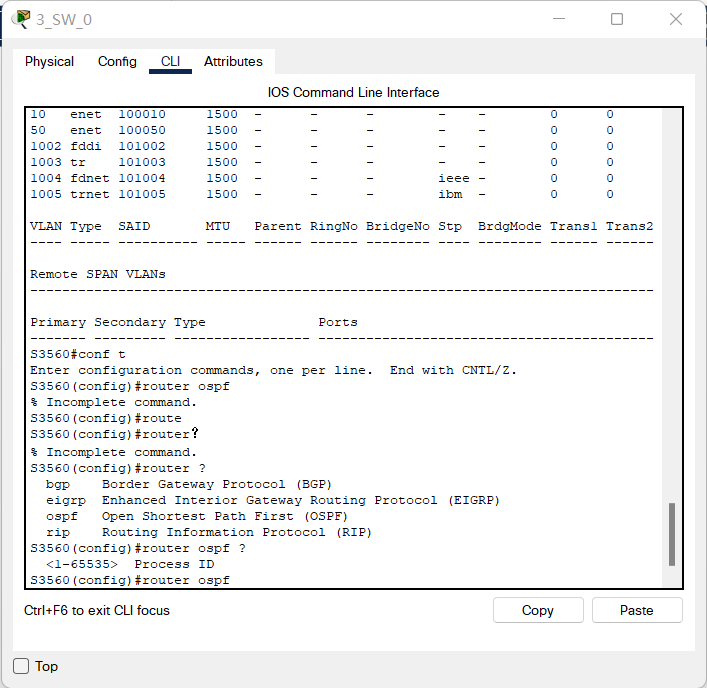 3_SW_0
Physical Config CLI Attributes
IOS Command Line Interface
10   enet  100010     1500  -      -      -        -    -        0      0
50   enet  100050     1500  -      -      -        -    -        0      0
1002 fddi  101002     1500  -      -      -        -    -        0      0
1003 tr    101003     1500  -      -      -        -    -        0      0
1004 fdnet 101004     1500  -      -      -        ieee -        0      0
1005 trnet 101005     1500  -      -      -        ibm  -        0      0
VLAN Type  SAID       MTU   Parent RingNo BridgeNo Stp  BrdgMode Trans1 Trans2
---- ----- ---------- ----- ------ ------ -------- ---- -------- ------ ------
Remote SPAN VLANs
------------------------------------------------------------------------------
Primary Secondary Type              Ports
------- --------- ----------------- ------------------------------------------
S3560#conf t
Enter configuration commands, one per line.  End with CNTL/Z.
S3560(config)#router ospf
% Incomplete command.
S3560(config)#route
S3560(config)#router?
% Incomplete command.
S3560(config)#router ?
  bgp    Border Gateway Protocol (BGP)
  eigrp  Enhanced Interior Gateway Routing Protocol (EIGRP)
  ospf   Open Shortest Path First (OSPF)
  rip    Routing Information Protocol (RIP)
S3560(config)#router ospf ?
  <1-65535>  Process ID
S3560(config)#router ospf
Ctrl+F6 to exit CLI focus
Copy
Paste
Top